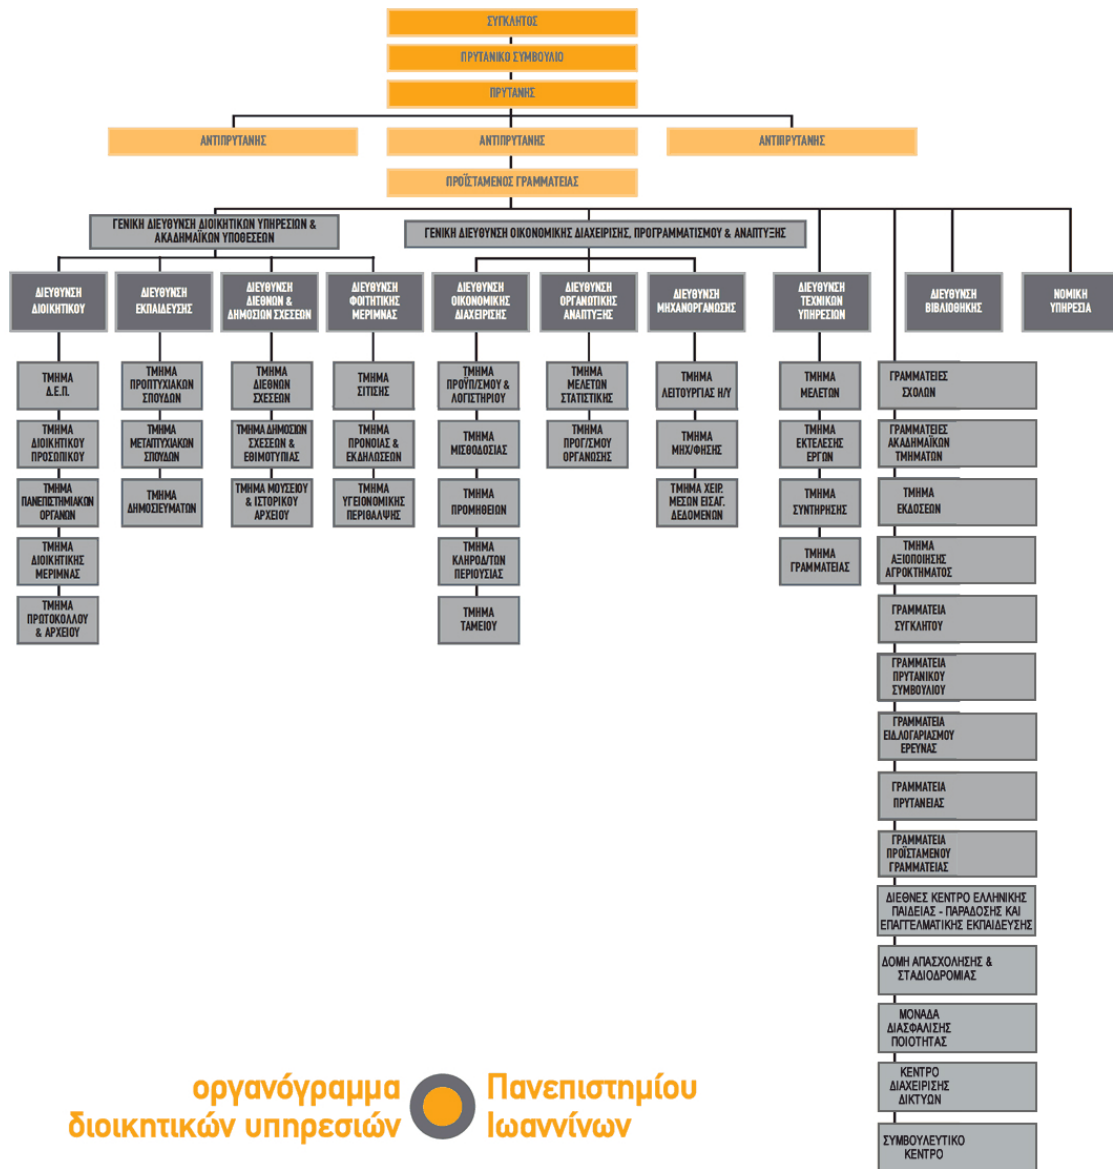 ΣΥΓΚΛΗΤΟΣ
ΠΡΥΤΑΝΙΚΟ ΣΥΜΒΟΥΛΙΟ
ΠΡΥΤΑΝΗΣ
ΑΝΤΙΠΡΥΤΑΝΗΣ
ΑΝΤΙΠΡΥΤΑΝΗΣ
ΑΝΤΙΠΡΥΤΑΝΗΣ
ΠΡΟΪΣΤΑΜΕΝΟΣ ΓΡΑΜΜΑΤΕΙΑΣ
ΓΕΝΙΚΗ ΔΙΕΥΘΥΝΣΗ ΔΙΟΙΚΗΤΙΚΩΝ ΥΠΗΡΕΣΙΩΝ &
ΑΚΑΔΗΜΑΪΚΩΝ ΥΠΟΘΕΣΕΩΝ
ΓΕΝΙΚΗ ΔΙΕΥΘΥΝΣΗ ΟΙΚΟΝΟΜΙΚΗΣ ΔΙΑΧΕΙΡΙΣΗΣ, ΠΡΟΓΡΑΜΜΑΤΙΣΜΟΥ & ΑΝΑΠΤΥΞΗΣ
ΔΙΕΥΘΥΝΣΗ
ΔΙΟΙΚΗΤΙΚΟΥ
ΔΙΕΥΘΥΝΣΗ
ΕΚΠΑΙΔΕΥΣΗΣ
ΔΙΕΥΘΥΝΣΗ
ΔΙΕΘΝΩΝ &
ΔΗΜΟΣΙΩΝ ΣΧΕΣΕΩΝ
ΔΙΕΥΘΥΝΣΗ
ΦΟΙΤΗΤΙΚΗΣ
ΜΕΡΙΜΝΑΣ
ΔΙΕΥΘΥΝΣΗ
ΟΙΚΟΝΟΜΙΚΗΣ
ΔΙΑΧΕΙΡΙΣΗΣ
ΔΙΕΥΘΥΝΣΗ
ΟΡΓΑΝΩΤΙΚΗΣ
ΑΝΑΠΤΥΞΗΣ
ΔΙΕΥΘΥΝΣΗ
ΜΗΧΑΝΟΡΓΑΝΩΣΗΣ
ΔΙΕΥΘΥΝΣΗ
ΤΕΧΝΙΚΩΝ
ΥΠΗΡΕΣΙΩΝ
ΔΙΕΥΘΥΝΣΗ
ΒΙΒΛΙΟΘΗΚΗΣ
ΝΟΜΙΚΗ
ΥΠΗΡΕΣΙΑ
ΤΜΗΜΑ
Δ.Ε.Π.
ΤΜΗΜΑ
ΔΙΟΙΚΗΤΙΚΟΥ
ΠΡΟΣΩΠΙΚΟΥ
ΤΜΗΜΑ
ΠΑΝΕΠΙΣΤΗΜΙΑΚΩΝ
ΟΡΓΑΝΩΝ
ΤΜΗΜΑ
ΔΙΟΙΚΗΤΙΚΗΣ
ΜΕΡΙΜΝΑΣ
ΤΜΗΜΑ
ΠΡΩΤΟΚΟΛΛΟΥ
& ΑΡΧΕΙΟΥ
ΤΜΗΜΑ
ΠΡΟΠΤΥΧΙΑΚΩΝ
ΣΠΟΥΔΩΝ
ΤΜΗΜΑ
ΜΕΤΑΠΤΥΧΙΑΚΩΝ
ΣΠΟΥΔΩΝ
ΤΜΗΜΑ
ΔΗΜΟΣΙΕΥΜΑΤΩΝ
ΤΜΗΜΑ
ΔΙΕΘΝΩΝ
ΣΧΕΣΕΩΝ
ΤΜΗΜΑ ΔΗΜΟΣΙΩΝ
ΣΧΕΣΕΩΝ &
ΕΘΙΜΟΤΥΠΙΑΣ
ΤΜΗΜΑ ΜΟΥΣΕΙΟΥ
& ΙΣΤΟΡΙΚΟΥ
ΑΡΧΕΙΟΥ
ΤΜΗΜΑ
ΣΙΤΙΣΗΣ
ΤΜΗΜΑ
ΠΡΟΝΟΙΑΣ &
ΕΚΔΗΛΩΣΕΩΝ
ΤΜΗΜΑ
ΥΓΕΙΟΝΟΜΙΚΗΣ
ΠΕΡΙΘΑΛΨΗΣ
ΤΜΗΜΑ
ΠΡΟΫΠ/ΣΜΟΥ &
ΛΟΓΙΣΤΗΡΙΟΥ
ΤΜΗΜΑ
ΜΙΣΘΟΔΟΣΙΑΣ
ΤΜΗΜΑ
ΠΡΟΜΗΘΕΙΩΝ
ΤΜΗΜΑ
ΚΛΗΡΟΔ/ΤΩΝ
ΠΕΡΙΟΥΣΙΑΣ
ΤΜΗΜΑ
ΤΑΜΕΙΟΥ
ΤΜΗΜΑ
ΜΕΛΕΤΩΝ
ΣΤΑΤΙΣΤΙΚΗΣ
ΤΜΗΜΑ
ΠΡΟΓ/ΣΜΟΥ
ΟΡΓΑΝΩΣΗΣ
ΤΜΗΜΑ
ΛΕΙΤΟΥΡΓΙΑΣ Η/Υ
ΤΜΗΜΑ
ΜΗΧ/ΦΗΣΗΣ
ΤΜΗΜΑ ΧΕΙΡ.
ΜΕΣΩΝ ΕΙΣΑΓ.
ΔΕΔΟΜΕΝΩΝ
ΤΜΗΜΑ
ΜΕΛΕΤΩΝ
ΤΜΗΜΑ
ΕΚΤΕΛΕΣΗΣ
ΕΡΓΩΝ
ΤΜΗΜΑ
ΣΥΝΤΗΡΗΣΗΣ
ΤΜΗΜΑ
ΓΡΑΜΜΑΤΕΙΑΣ
ΓΡΑΜΜΑΤΕΙΕΣ
ΣΧΟΛΩΝ
ΓΡΑΜΜΑΤΕΙΕΣ
ΑΚΑΔΗΜΑΪΚΩΝ
ΤΜΗΜΑΤΩΝ
ΤΜΗΜΑ
ΕΚΔΟΣΕΩΝ
ΤΜΗΜΑ
ΑΞΙΟΠΟΙΗΣΗΣ
ΑΓΡΟΚΤΗΜΑΤΟΣ
ΓΡΑΜΜΑΤΕΙΑ
ΣΥΓΚΛΗΤΟΥ
ΓΡΑΜΜΑΤΕΙΑ
ΠΡΥΤΑΝΙΚΟΥ
ΣΥΜΒΟΥΛΙΟΥ
ΓΡΑΜΜΑΤΕΙΑ
ΕΙΔ.ΛΟΓΑΡΙΑΣΜΟΥ
ΕΡΕΥΝΑΣ
ΓΡΑΜΜΑΤΕΙΑ
ΠΡΥΤΑΝΕΙΑΣ
ΓΡΑΜΜΑΤΕΙΑ
ΠΡΟΪΣΤΑΜΕΝΟΥ
ΓΡΑΜΜΑΤΕΙΑΣ
ΔΙΕΘΝΕΣ ΚΕΝΤΡΟ ΕΛΛΗΝΙΚΗΣ
ΠΑΙΔΕΙΑΣ - ΠΑΡΑΔΟΣΗΣ ΚΑΙ
ΕΠΑΓΓΕΛΜΑΤΙΚΗΣ ΕΚΠΑΙΔΕΥΣΗΣ
ΔΟΜΗ ΑΠΑΣΧΟΛΗΣΗΣ &
ΣΤΑΔΙΟΔΡΟΜΙΑΣ
ΜΟΝΑΔΑ
ΔΙΑΣΦΑΛΙΣΗΣ
ΠΟΙΟΤΗΤΑΣ
ΚΕΝΤΡΟ
ΔΙΑΧΕΙΡΙΣΗΣ
ΔΙΚΤΥΩΝ
ΣΥΜΒΟΥΛΕΥΤΙΚΟ
ΚΕΝΤΡΟ
οργανόγραμμα
διοικητικών υπηρεσιών
Πανεπιστημίου
Ιωαννίνων